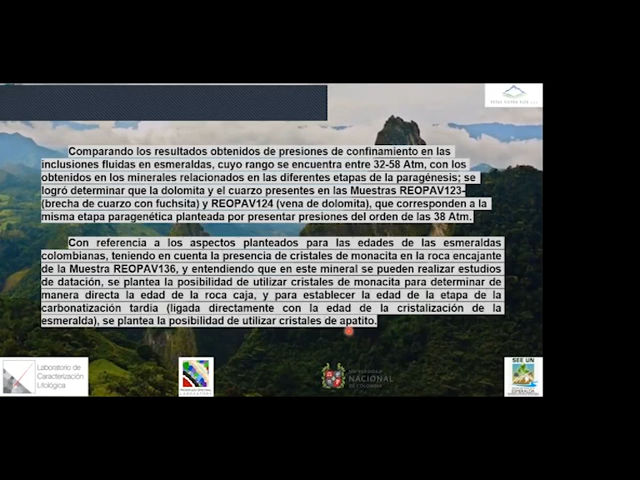 Comparando los resultados obtenidos de presiones de confinamiento en las
inclusiones fluidas en esmeraldas, cuyo rango se encuentra entre 32-58 Atm, con los
obtenidos en los minerales relacionados en las diferentes etapas de la paragénesis; se
logró determinar que la dolomita y el cuarzo presentes en las Muestras REOPAV123-
(brecha de cuarzo con fuchsita) y REOPAV124 (vena de dolomita), que corresponden a la
misma etapa paragenética planteada por presentar presiones del orden de las 38 Atm.
Con referencia a los aspectos planteados para las edades de las esmeraldas
colombianas, teniendo en cuenta la presencia de cristales de monacita en la roca encajante
de la Muestra REOPAV136, y entendiendo que en este mineral se pueden realizar estudios
de datación, se plantea la posibilidad de utilizar cristales de monacita para determinar de
manera directa la edad de la roca caja, y para establecer la edad de la etapa de
carbonatización tardía (ligada directamente con la edad de la cristalización de la
esmeralda), se plantea la posibilidad de utilizar cristales de apatito.
Laboratorio de
Caracterización
Litológica
UNIVERSIDAD
NACIONAL
DE COLOMBIA
SEE UN